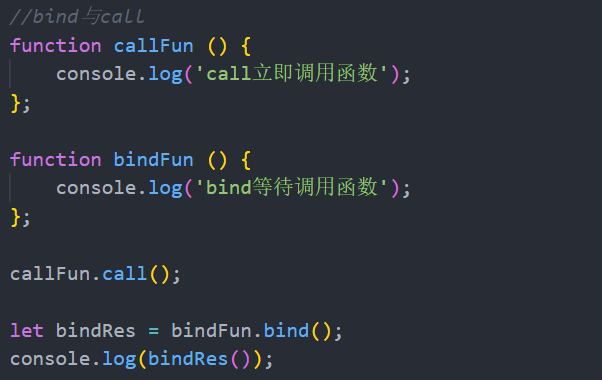 //bind与call
function callFun () {
    console.log('call立即调用函数');
};
function bindFun () {
    console.log('bind等待调用函数');
};
callFun.call();
let bindRes = bindFun.bind();
console.log(bindRes());